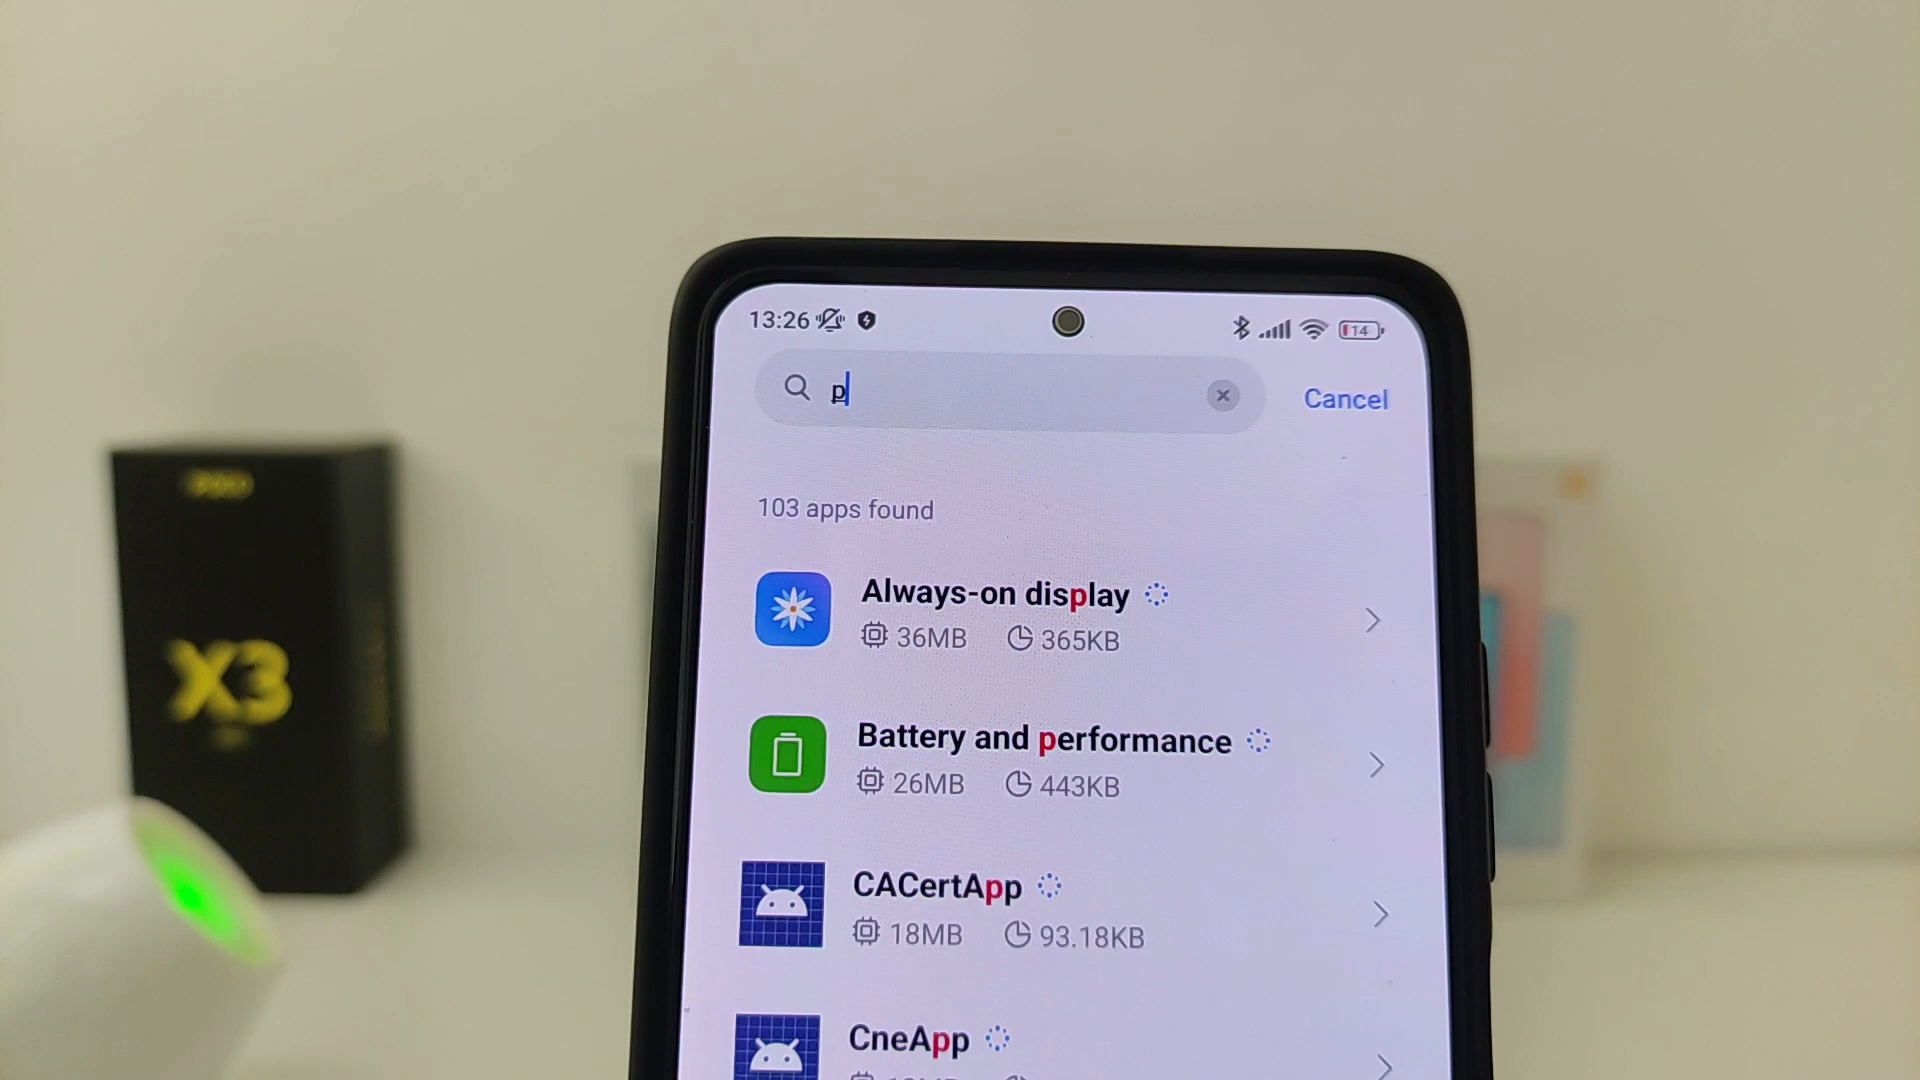 13:26
14
p
Cancel
103 apps found
Always-on display
36MB 365KB
Battery and performance
26MB 443KB
CACertApp
18MB 93.18KB
CneApp
X3